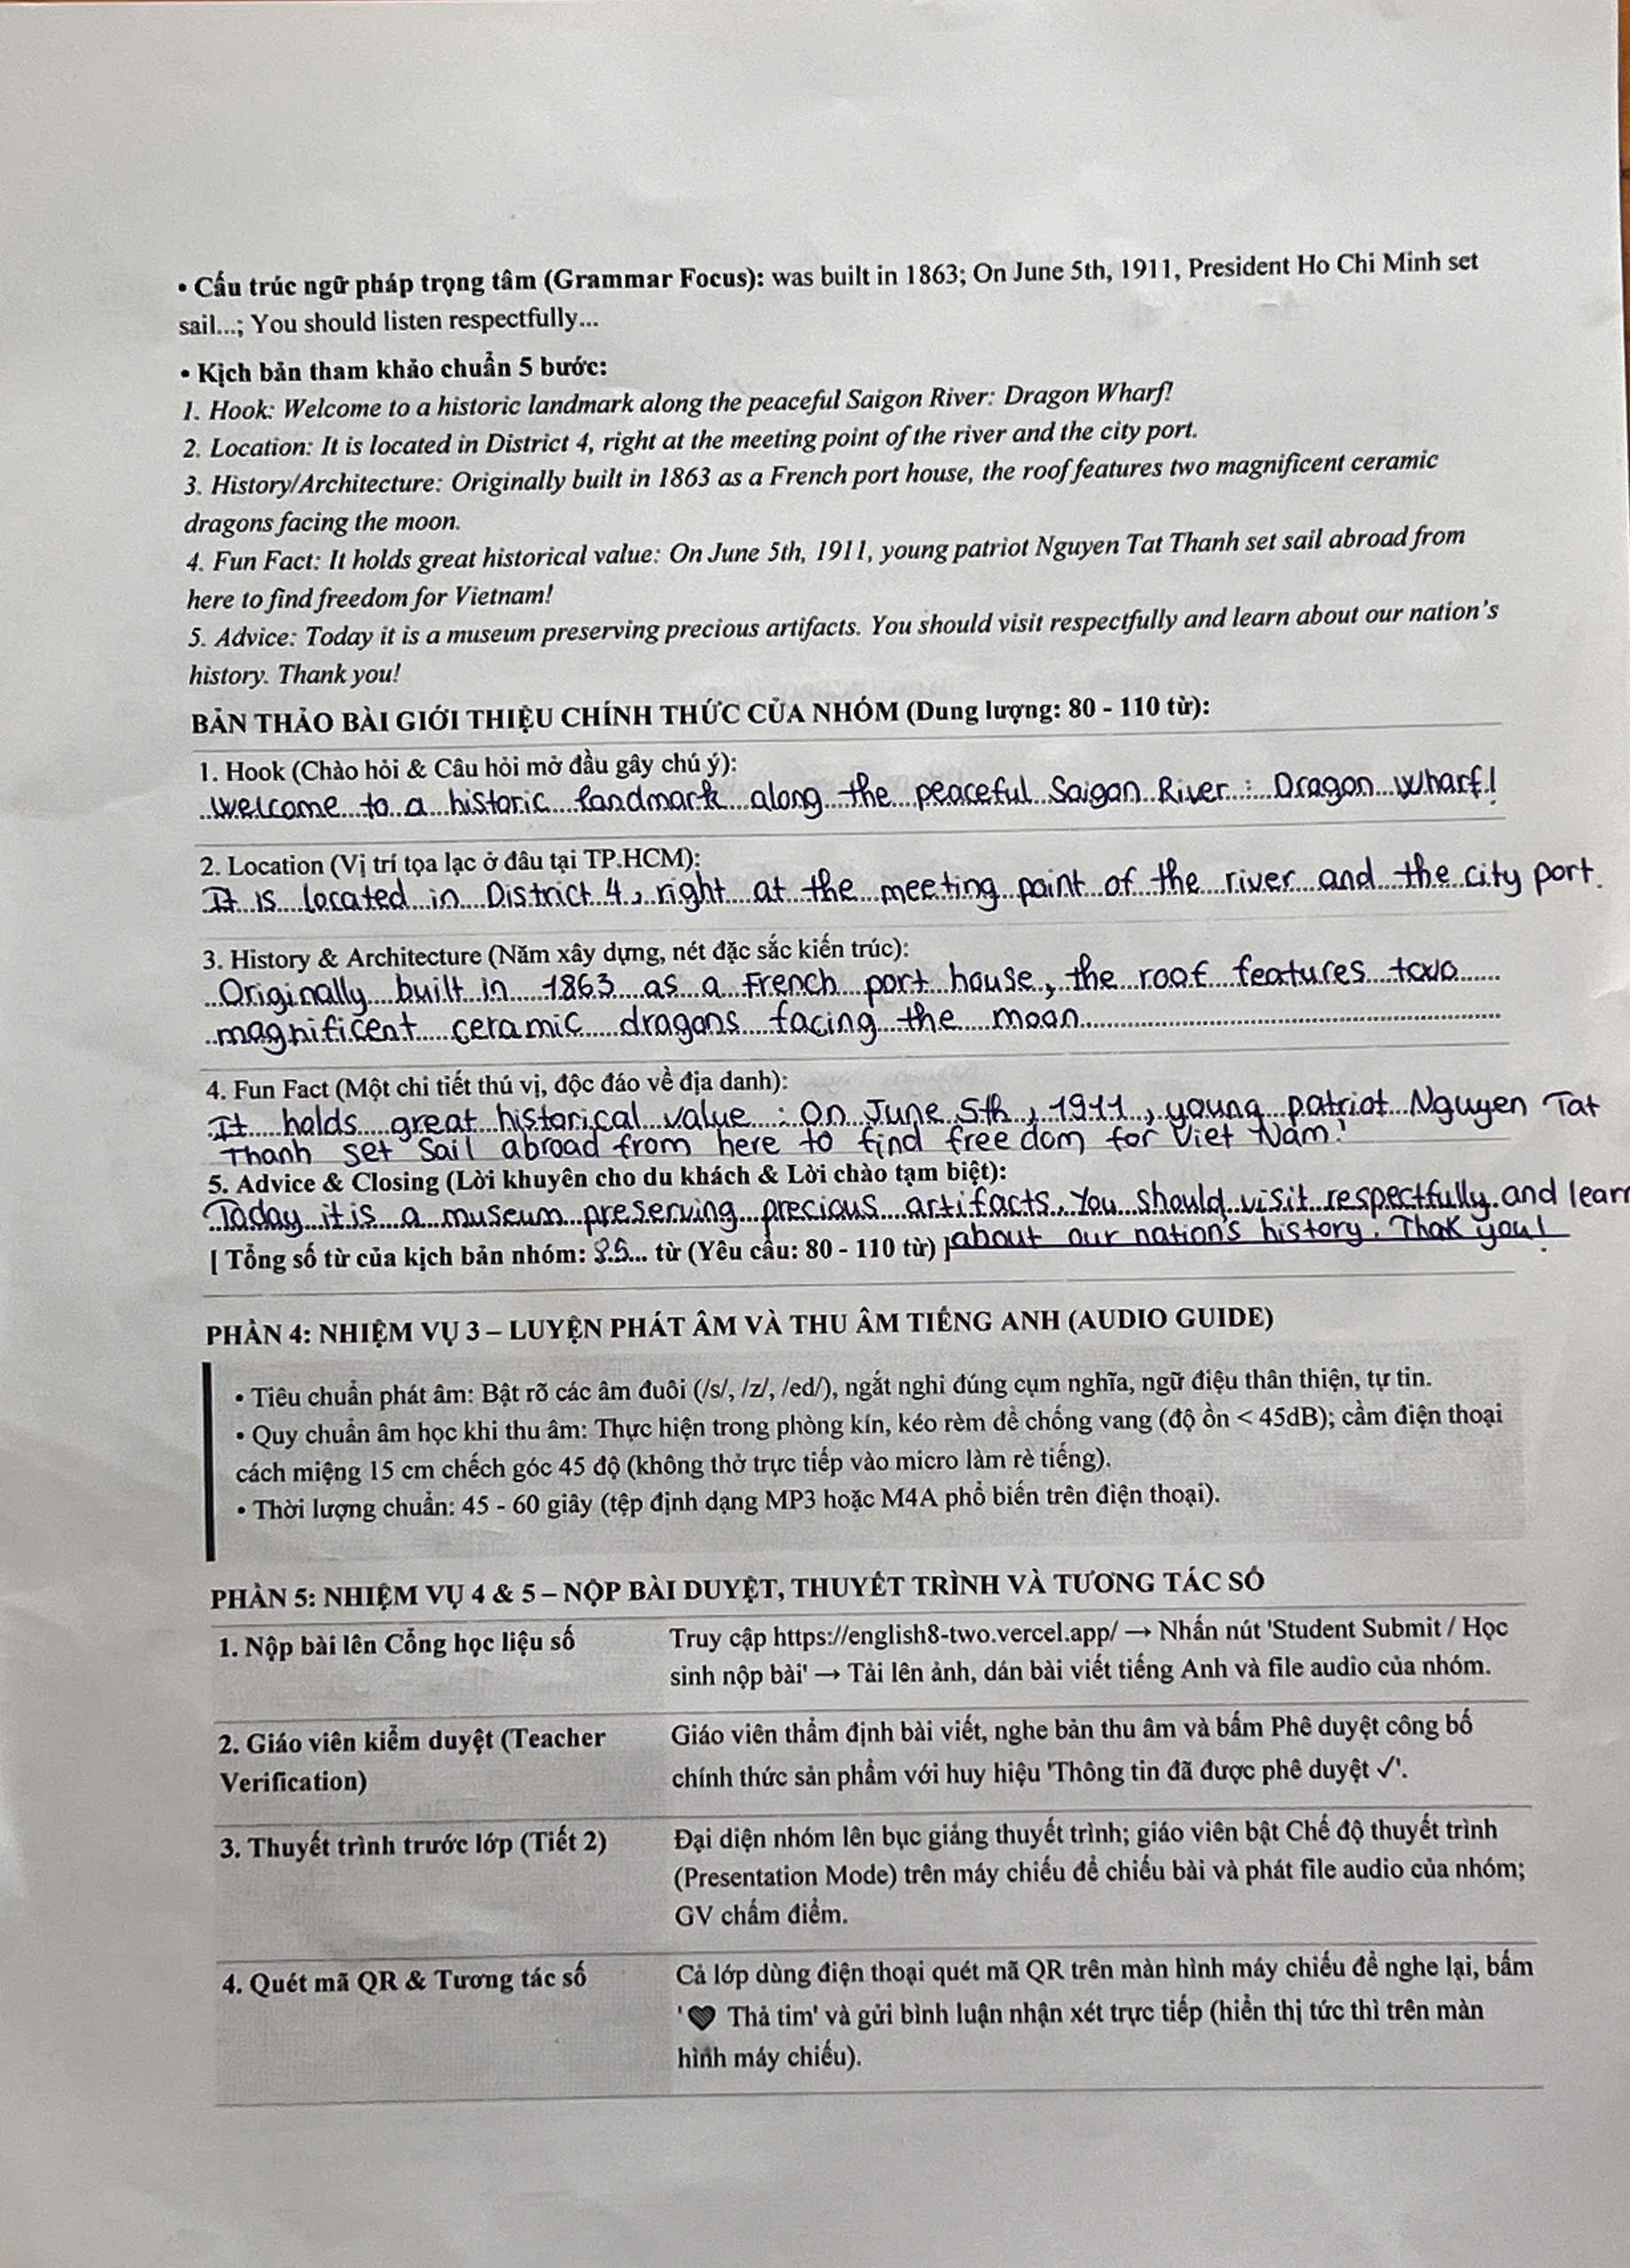 • Cấu trúc ngữ pháp trọng tâm (Grammar Focus): was built in 1863; On June 5th, 1911, President Ho Chi Minh set
sail...; You should listen respectfully...
• Kịch bản tham khảo chuẩn 5 bước:
1. Hook: Welcome to a historic landmark along the peaceful Saigon River: Dragon Wharf!
2. Location: It is located in District 4, right at the meeting point of the river and the city port.
3. History/Architecture: Originally built in 1863 as a French port house, the roof features two magnificent ceramic
dragons facing the moon.
4. Fun Fact: It holds great historical value: On June 5th, 1911, young patriot Nguyen Tat Thanh set sail abroad from
here to find freedom for Vietnam!
5. Advice: Today it is a museum preserving precious artifacts. You should visit respectfully and learn about our nation's
history. Thank you!
BẢN THẢO BÀI GIỚI THIỆU CHÍNH THỨC CỦA NHÓM (Dung lượng: 80 - 110 từ):
1. Hook (Chào hỏi & Câu hỏi mở đầu gây chú ý):
Welcome to a historic landmark along the peaceful Saigon River : Dragon Wharf!
2. Location (Vị trí tọa lạc ở đâu tại TP.HCM):
It is located in District 4, right at the meeting point of the river and the city port.
3. History & Architecture (Năm xây dựng, nét đặc sắc kiến trúc):
Originally built in 1863 as a French port house, the roof features two
magnificent ceramic dragons facing the moon
4. Fun Fact (Một chi tiết thú vị, độc đáo về địa danh):
It holds great historical value : On June 5th, 1911, young patriot Nguyen Tat
Thanh set sail abroad from here to find freedom for Viet Nam!
5. Advice & Closing (Lời khuyên cho du khách & Lời chào tạm biệt):
Today it is a museum preserving precious artifacts. You should visit respectfully and learn
[ Tổng số từ của kịch bản nhóm: 85... từ (Yêu cầu: 80 - 110 từ) ] about our nation's history. Thak you!
PHẦN 4: NHIỆM VỤ 3 – LUYỆN PHÁT ÂM VÀ THU ÂM TIẾNG ANH (AUDIO GUIDE)
• Tiêu chuẩn phát âm: Bật rõ các âm đuôi (/s/, /z/, /ed/), ngắt nghỉ đúng cụm nghĩa, ngữ điệu thân thiện, tự tin.
• Quy chuẩn âm học khi thu âm: Thực hiện trong phòng kín, kéo rèm để chống vang (độ ồn < 45dB); cầm điện thoại
cách miệng 15 cm chếch góc 45 độ (không thở trực tiếp vào micro làm rè tiếng).
• Thời lượng chuẩn: 45 - 60 giây (tệp định dạng MP3 hoặc M4A phổ biến trên điện thoại).
PHẦN 5: NHIỆM VỤ 4 & 5 – NỘP BÀI DUYỆT, THUYẾT TRÌNH VÀ TƯƠNG TÁC SỐ
1. Nộp bài lên Cổng học liệu số
Truy cập https://english8-two.vercel.app/ → Nhấn nút 'Student Submit / Học
sinh nộp bài' → Tải lên ảnh, dán bài viết tiếng Anh và file audio của nhóm.
2. Giáo viên kiểm duyệt (Teacher
Verification)
Giáo viên thẩm định bài viết, nghe bản thu âm và bấm Phê duyệt công bố
chính thức sản phẩm với huy hiệu 'Thông tin đã được phê duyệt ✓'.
3. Thuyết trình trước lớp (Tiết 2)
Đại diện nhóm lên bục giảng thuyết trình; giáo viên bật Chế độ thuyết trình
(Presentation Mode) trên máy chiếu để chiếu bài và phát file audio của nhóm;
GV chấm điểm.
4. Quét mã QR & Tương tác số
Cả lớp dùng điện thoại quét mã QR trên màn hình máy chiếu để nghe lại, bấm
'♥ Thả tim' và gửi bình luận nhận xét trực tiếp (hiển thị tức thì trên màn
hình máy chiếu).